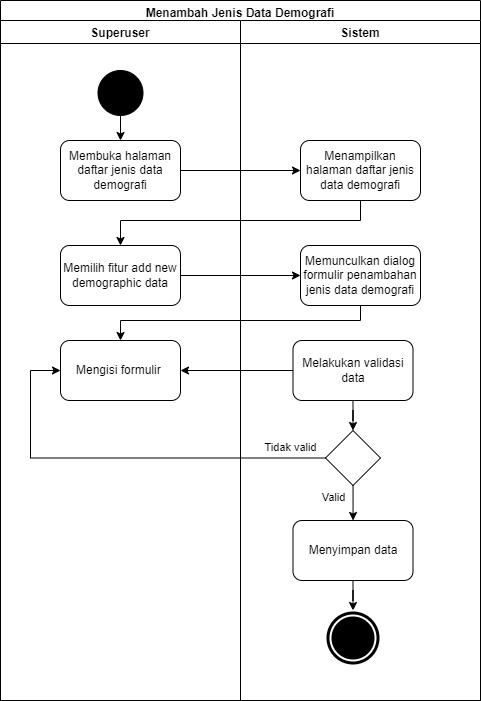 Menambah Jenis Data Demografi
Superuser
Sistem
Membuka halaman
daftar jenis data
demografi
Menampilkan
halaman daftar jenis
data demografi
Memilih fitur add new
demographic data
Memunculkan dialog
formulir penambahan
jenis data demografi
Mengisi formulir
Melakukan validasi
data
Tidak valid
Valid
Menyimpan data